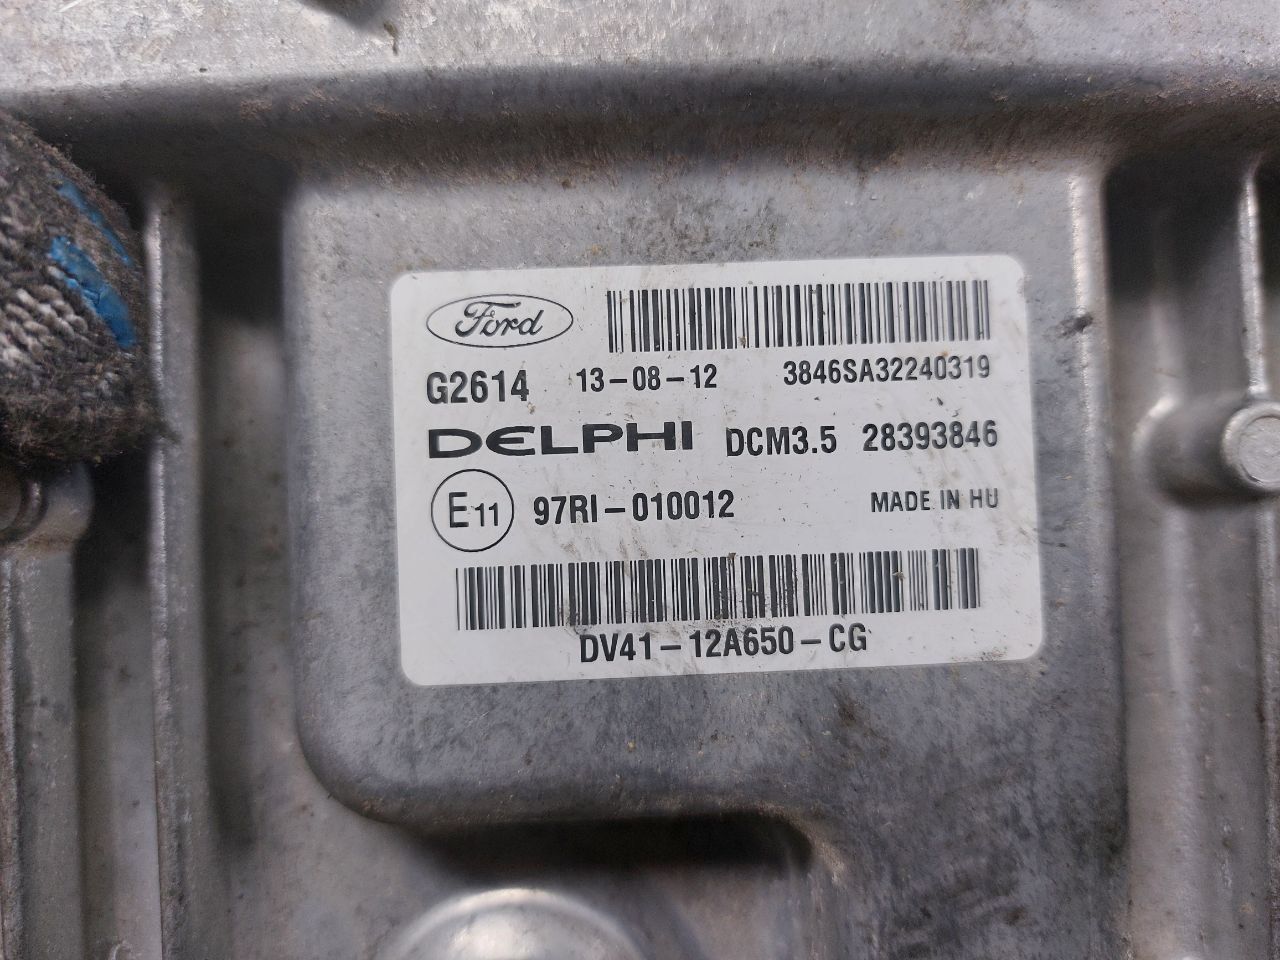 Ford
G2614 13-08-12 3846SA32240319
DELPHI DCM3.5 28393846
E11 97RI-010012 MADE IN HU
DV41-12A650-CG